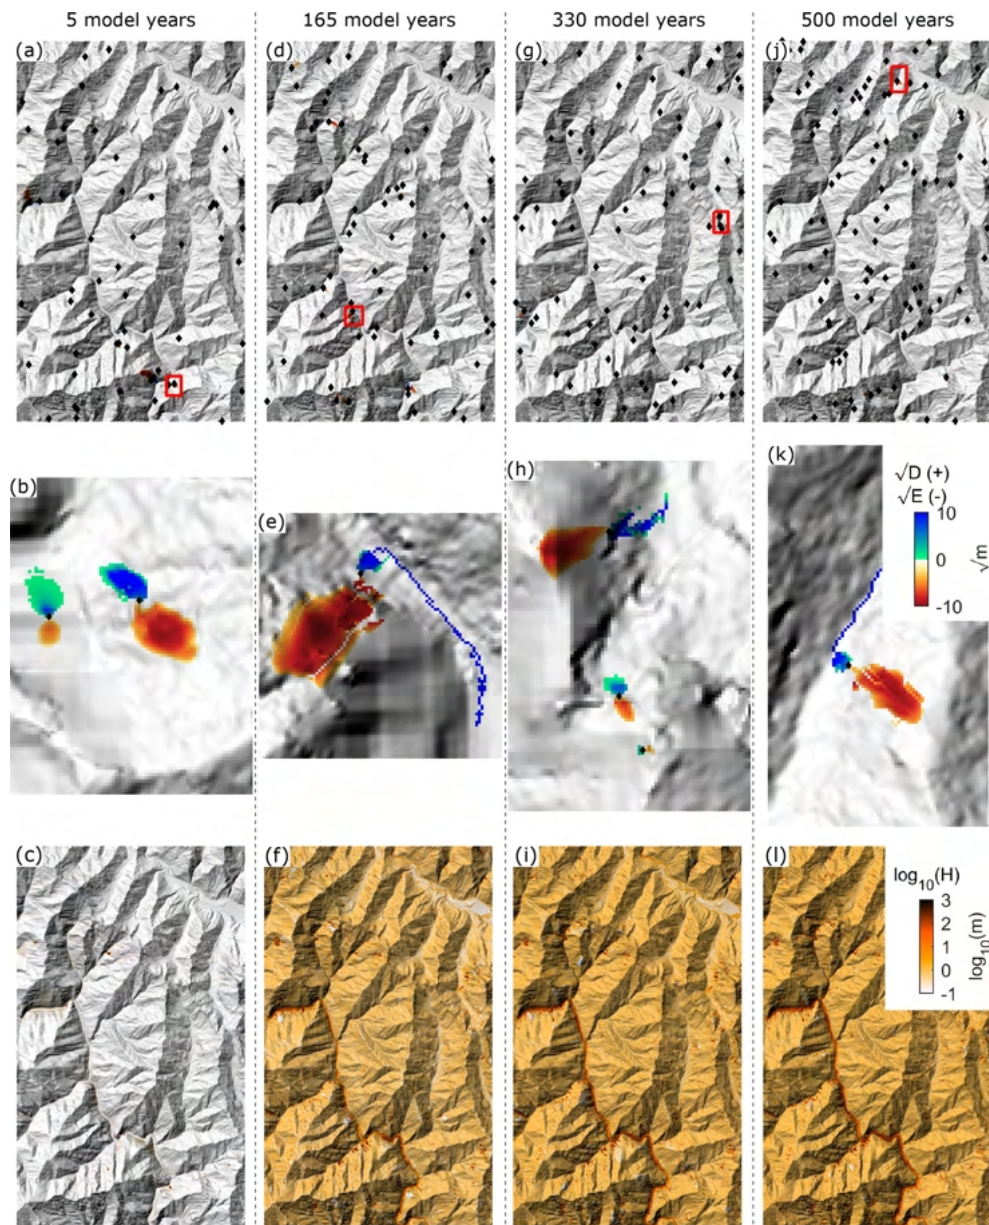 5 model years
165 model years
330 model years
500 model years
(a)
(d)
(g)
(j)
(b)
(e)
(h)
(k)
√D (+)
√E (-)
10
0
-10
√m
(c)
(f)
(i)
(l)
log₁₀(H)
3
2
1
0
-1
log₁₀(m)